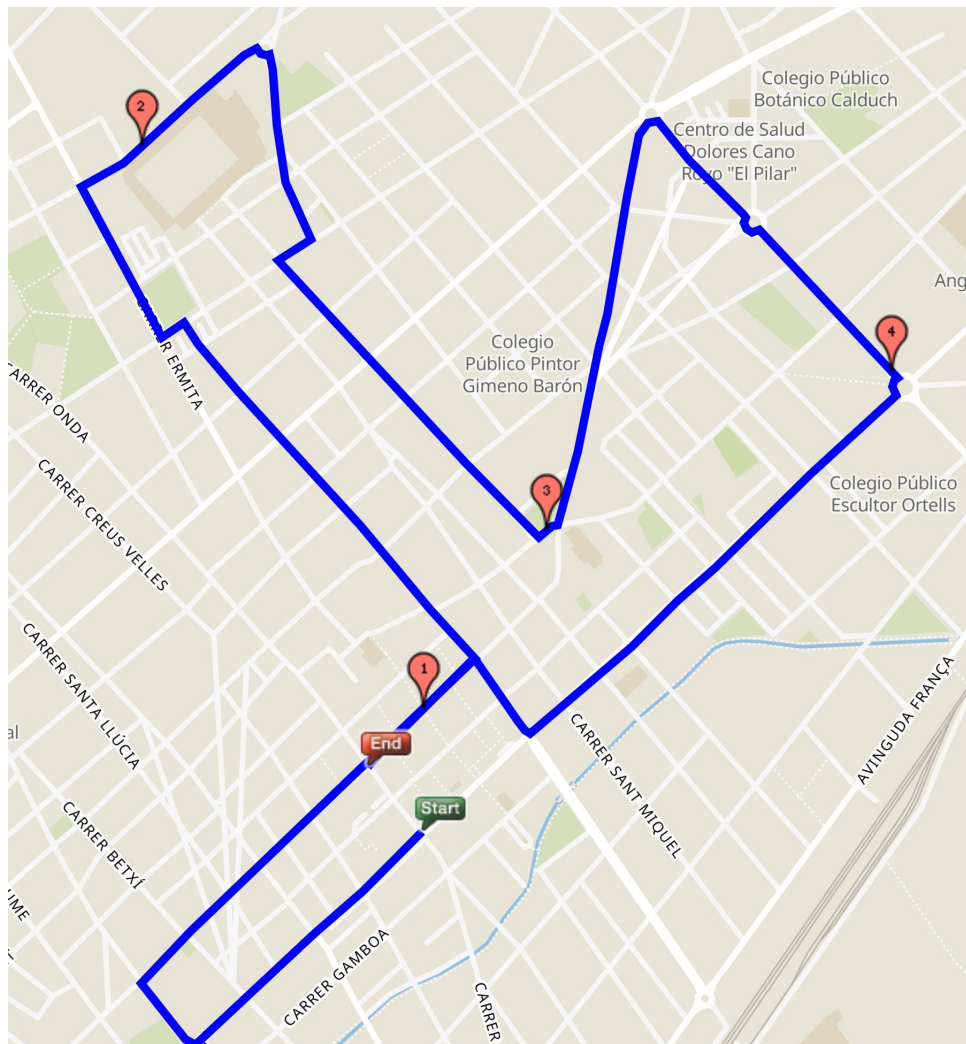 2
Colegio Público
Botánico Calduch
Centro de Salud
Dolores Cano
Royo "El Pilar"
Ang
4
CARRER ERMITA
Colegio
Público Pintor
Gimeno Barón
CARRER ONDA
CARRER CREUS VELLES
3
Colegio Público
Escultor Ortells
CARRER SANTA LLÚCIA
1
al
End
CARRER SANT MIQUEL
AVINGUDA FRANÇA
Start
CARRER BETXÍ
UME
CARRER GAMBOA
CARRER